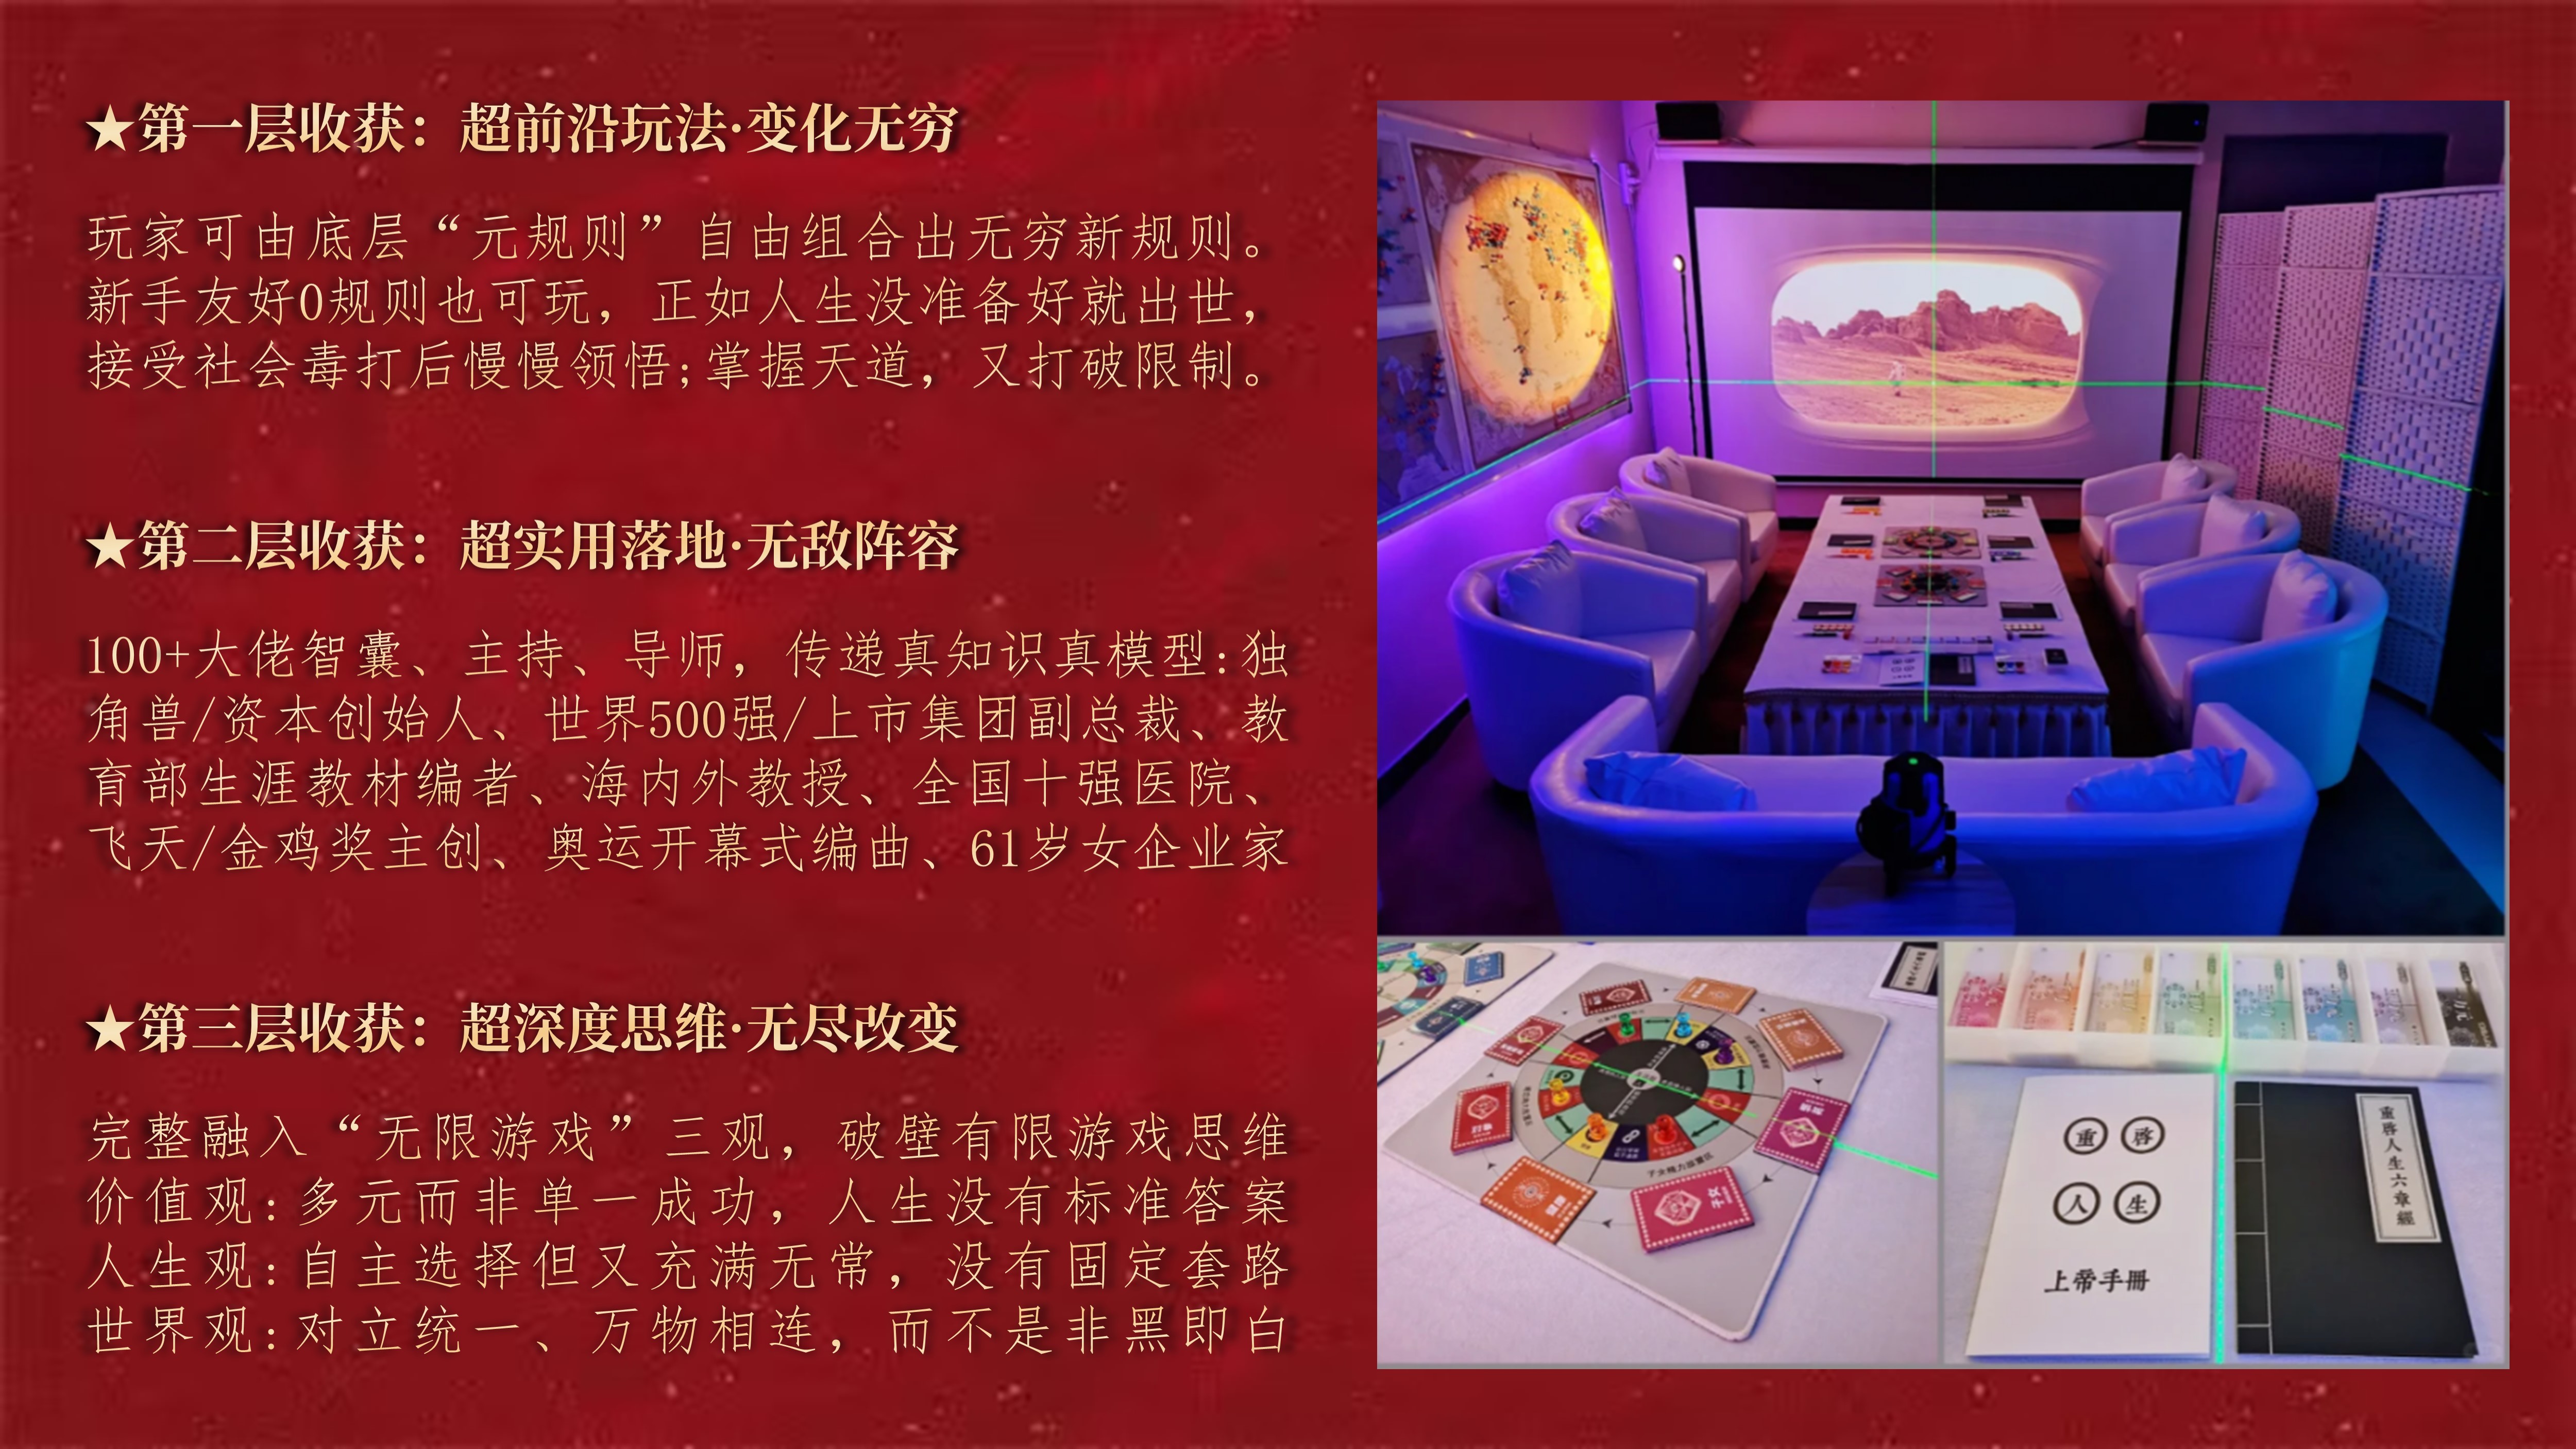 ★第一层收获：超前沿玩法·变化无穷
玩家可由底层“元规则”自由组合出无穷新规则。
新手友好0规则也可玩，正如人生没准备好就出世，
接受社会毒打后慢慢领悟;掌握天道，又打破限制。
★第二层收获：超实用落地·无敌阵容
100+大佬智囊、主持、导师，传递真知识真模型:独
角兽/资本创始人、世界500强/上市集团副总裁、教
育部生涯教材编者、海内外教授、全国十强医院、
飞天/金鸡奖主创、奥运开幕式编曲、61岁女企业家
★第三层收获：超深度思维·无尽改变
完整融入“无限游戏”三观，破壁有限游戏思维
价值观:多元而非单一成功，人生没有标准答案
人生观:自主选择但又充满无常，没有固定套路
世界观:对立统一、万物相连，而不是非黑即白
子女
重啓
人生
上帝手冊
重啓人生六章經